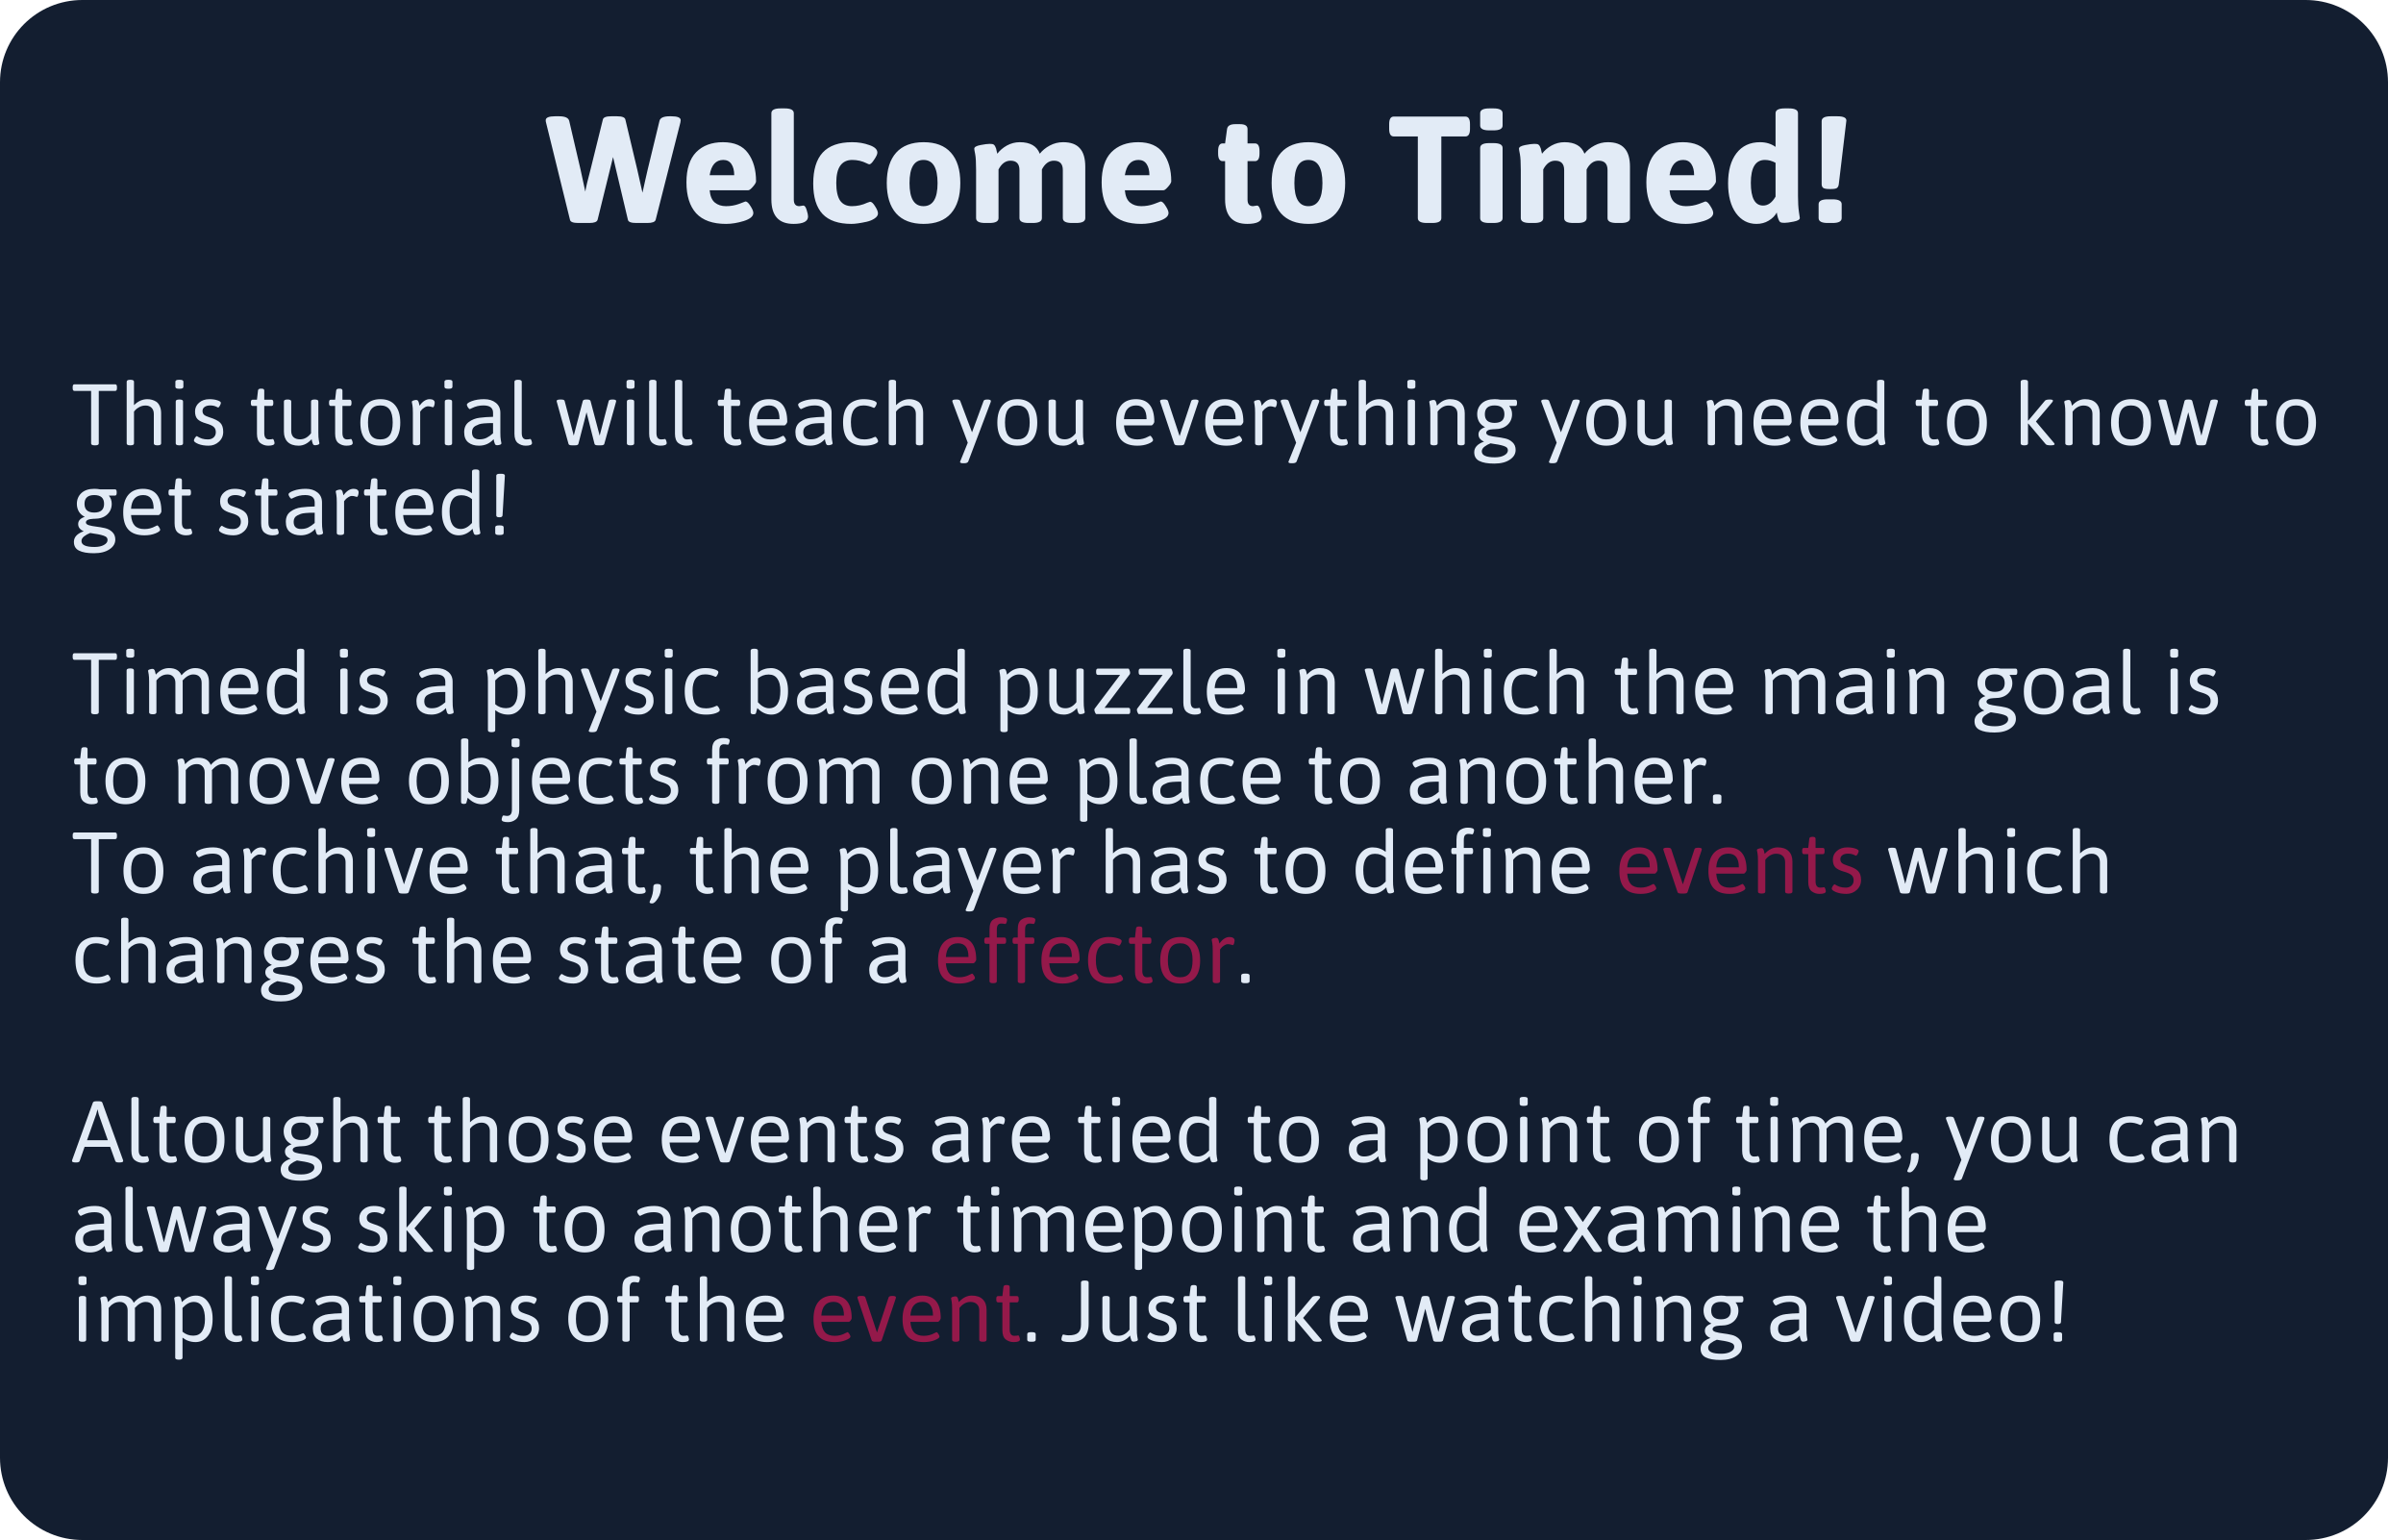 Welcome to Timed!
This tutorial will teach you everything you need to know to
get started!
Timed is a physic based puzzle in which the main goal is
to move objects from one place to another.
To archive that, the player has to define events which
changes the state of a effector.
Altought those events are tied to a point of time, you can
always skip to another timepoint and examine the
implications of the event. Just like watching a video!